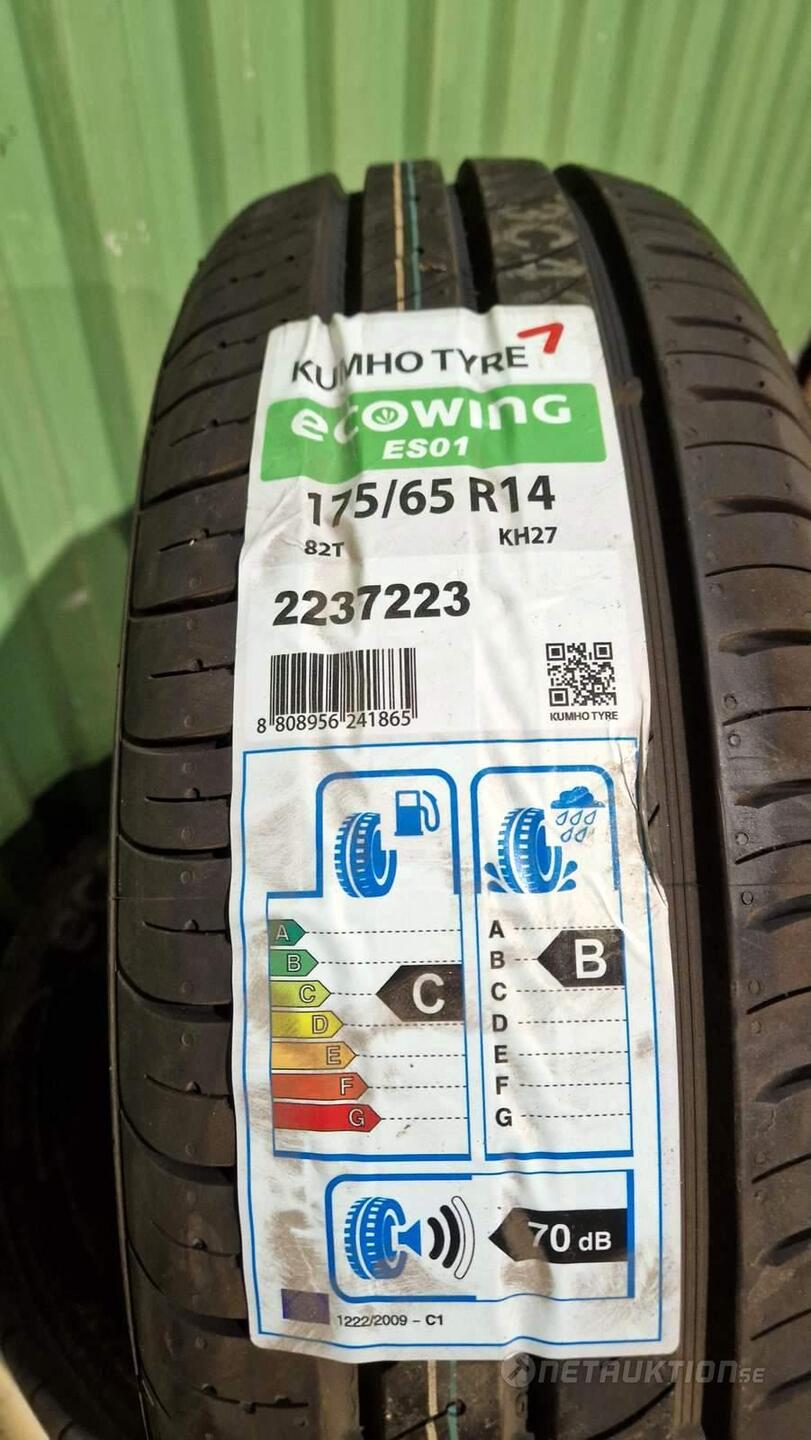 KUMHO TYRE
ecowing
ES01
175/65 R14
82T KH27
2237223
8 808956 241865
KUMHO TYRE
A
B
C
D
E
F
G
C
A
B
C
D
E
F
G
B
70 dB
1222/2009 - C1
NETAUKTION.SE